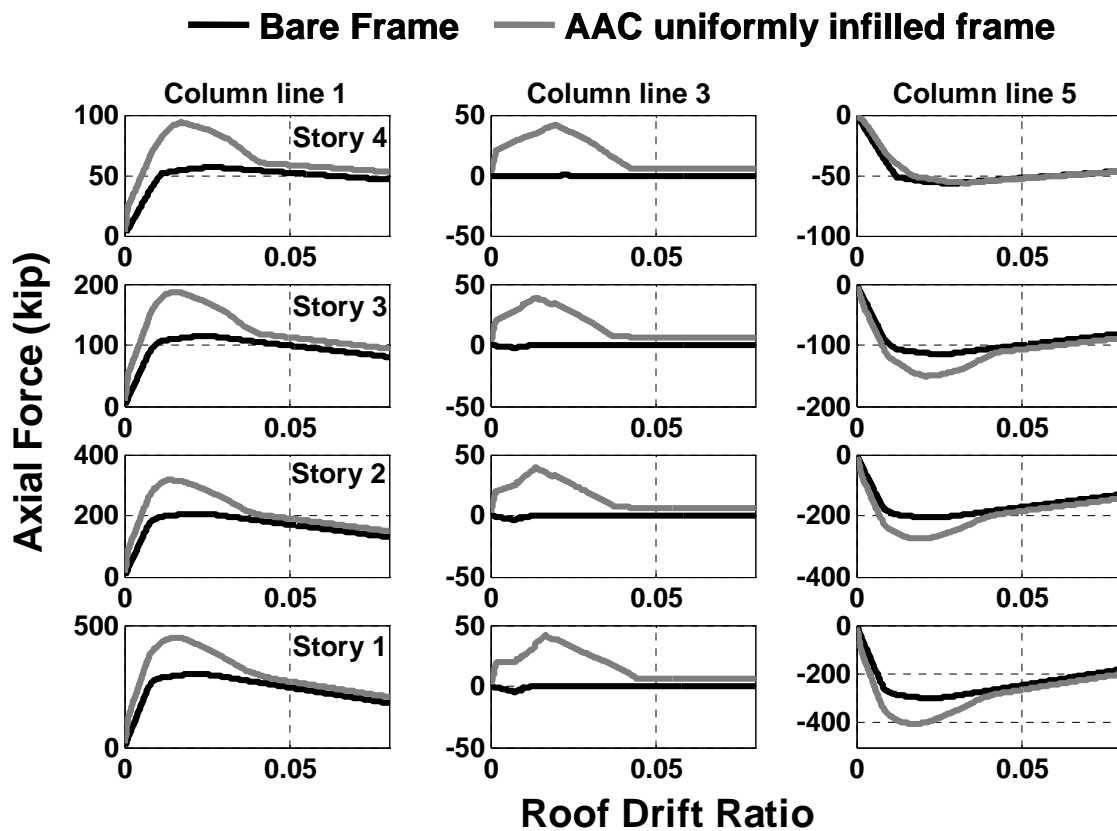 Bare Frame AAC uniformly infilled frame
Column line 1 Column line 3 Column line 5
100 50 0
Story 4
50 0 -50
0 -50 -100
0 0.05 0 0.05 0 0.05
200 50 0
Story 3
100 0 -100
0 -50 -200
0 0.05 0 0.05 0 0.05
400 50 0
Story 2
200 0 -200
0 -50 -400
0 0.05 0 0.05 0 0.05
500 50 0
Story 1
0 -200
-400
0 -50
0 0.05 0 0.05 0 0.05
Axial Force (kip)
Roof Drift Ratio